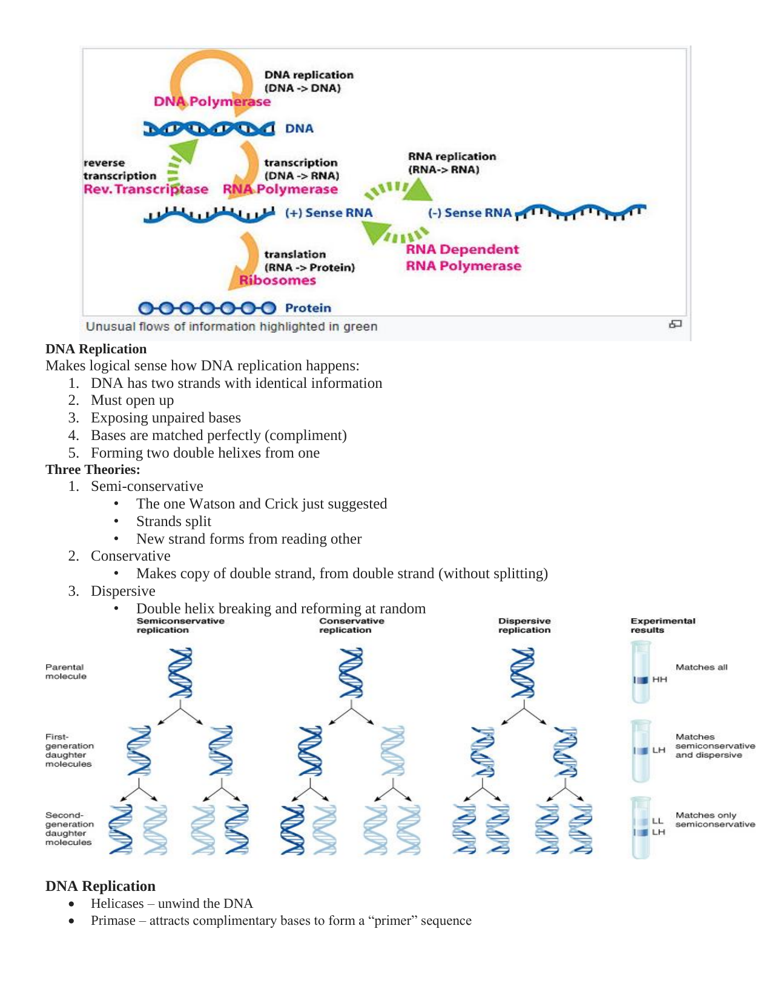 DNA replication
(DNA -> DNA)
DNA Polymerase
DNA
reverse
transcription
Rev. Transcriptase
transcription
(DNA -> RNA)
RNA Polymerase
RNA replication
(RNA-> RNA)
(+) Sense RNA
(-) Sense RNA
RNA Dependent
RNA Polymerase
translation
(RNA -> Protein)
Ribosomes
Protein
Unusual flows of information highlighted in green
DNA Replication
Makes logical sense how DNA replication happens:
1. DNA has two strands with identical information
2. Must open up
3. Exposing unpaired bases
4. Bases are matched perfectly (compliment)
5. Forming two double helixes from one
Three Theories:
1. Semi-conservative
• The one Watson and Crick just suggested
• Strands split
• New strand forms from reading other
2. Conservative
• Makes copy of double strand, from double strand (without splitting)
3. Dispersive
• Double helix breaking and reforming at random
Semiconservative
replication
Conservative
replication
Dispersive
replication
Experimental
results
Parental
molecule
HH
Matches all
First-
generation
daughter
molecules
LH
Matches
semiconservative
and dispersive
Second-
generation
daughter
molecules
LL
LH
Matches only
semiconservative
DNA Replication
• Helicases – unwind the DNA
• Primase – attracts complimentary bases to form a “primer” sequence